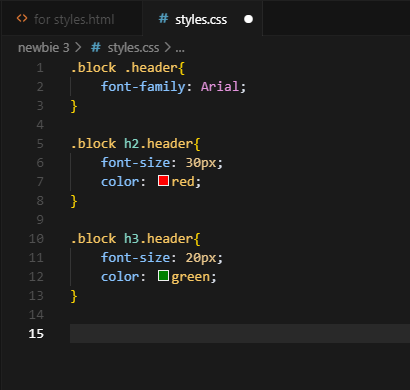 <> for styles.html # styles.css
newbie 3 > # styles.css > ...
1 .block .header{
2 font-family: Arial;
3 }
4
5 .block h2.header{
6 font-size: 30px;
7 color: red;
8 }
9
10 .block h3.header{
11 font-size: 20px;
12 color: green;
13 }
14
15